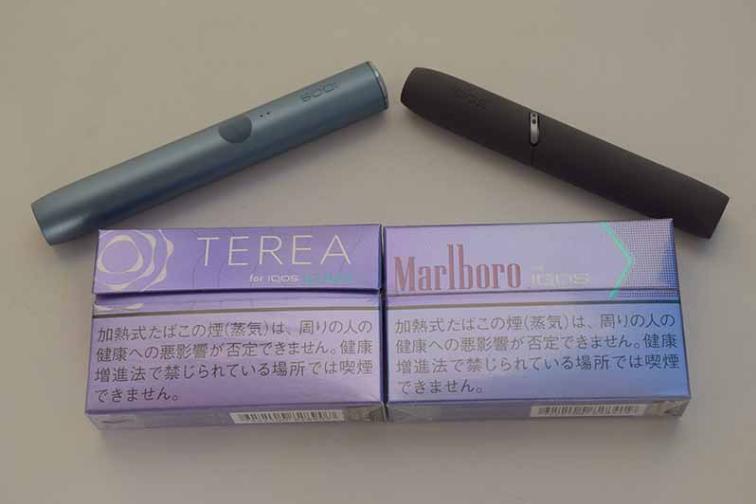 IQOS
TEREA
for IQOS ILUMA
加熱式たばこの煙(蒸気)は、周りの人の
健康への悪影響が否定できません。健康
増進法で禁じられている場所では喫煙
できません。
Marlboro
IQOS
加熱式たばこの煙(蒸気)は、周りの人の
健康への悪影響が否定できません。健康
増進法で禁じられている場所では喫煙
できません。